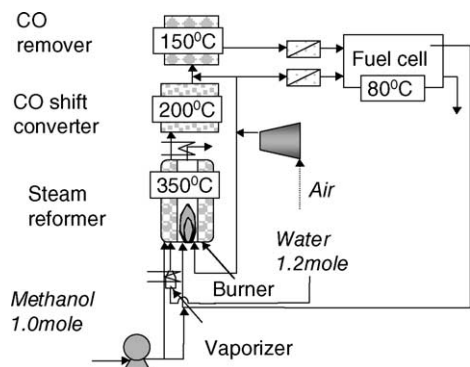 CO
remover
150⁰C
Fuel cell
80⁰C
CO shift
converter
200⁰C
Steam
reformer
350⁰C
Air
Water
1.2mole
Burner
Methanol
1.0mole
Vaporizer